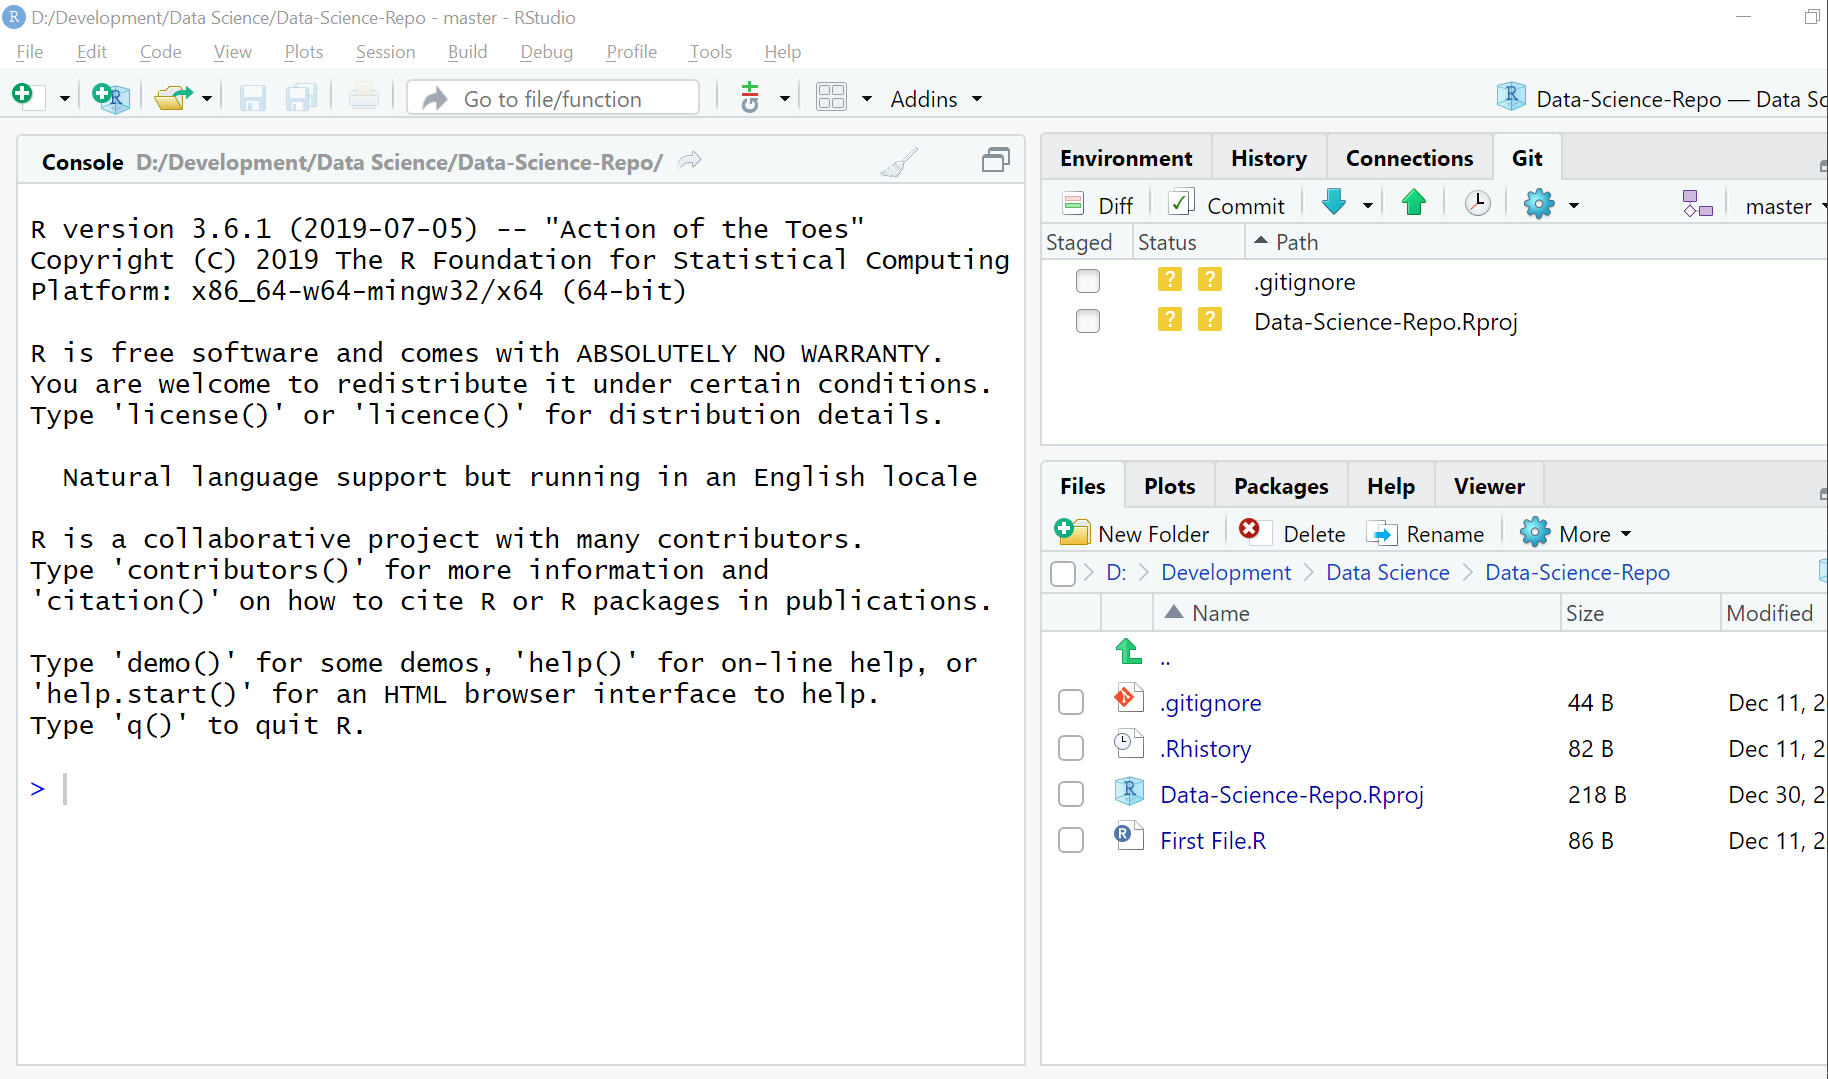 D:/Development/Data Science/Data-Science-Repo - master - RStudio
File Edit Code View Plots Session Build Debug Profile Tools Help
Go to file/function Addins Data-Science-Repo — Data Sc
Console D:/Development/Data Science/Data-Science-Repo/
R version 3.6.1 (2019-07-05) -- "Action of the Toes"
Copyright (C) 2019 The R Foundation for Statistical Computing
Platform: x86_64-w64-mingw32/x64 (64-bit)
R is free software and comes with ABSOLUTELY NO WARRANTY.
You are welcome to redistribute it under certain conditions.
Type 'license()' or 'licence()' for distribution details.
Natural language support but running in an English locale
R is a collaborative project with many contributors.
Type 'contributors()' for more information and
'citation()' on how to cite R or R packages in publications.
Type 'demo()' for some demos, 'help()' for on-line help, or
'help.start()' for an HTML browser interface to help.
Type 'q()' to quit R.
>
Environment History Connections Git
Diff Commit master
Staged Status Path
? ? .gitignore
? ? Data-Science-Repo.Rproj
Files Plots Packages Help Viewer
New Folder Delete Rename More
D: Development Data Science Data-Science-Repo
Name Size Modified
..
.gitignore 44 B Dec 11, 2
.Rhistory 82 B Dec 11, 2
Data-Science-Repo.Rproj 218 B Dec 30, 2
First File.R 86 B Dec 11, 2